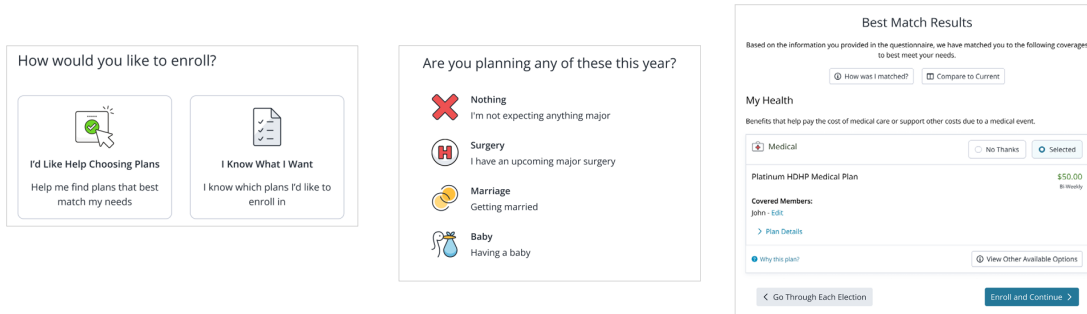 How would you like to enroll?
I'd Like Help Choosing Plans
Help me find plans that best
match my needs
I Know What I Want
I know which plans I'd like to
enroll in
Are you planning any of these this year?
Nothing
I'm not expecting anything major
H
Surgery
I have an upcoming major surgery
Marriage
Getting married
Baby
Having a baby
Best Match Results
Based on the information you provided in the questionnaire, we have matched you to the following coverages
to best meet your needs.
How was I matched?
Compare to Current
My Health
Benefits that help pay the cost of medical care or support other costs due to a medical event.
Medical
No Thanks
Selected
Platinum HDHP Medical Plan
$50.00
Bi-Weekly
Covered Members:
John - Edit
Plan Details
Why this plan?
View Other Available Options
Go Through Each Election
Enroll and Continue